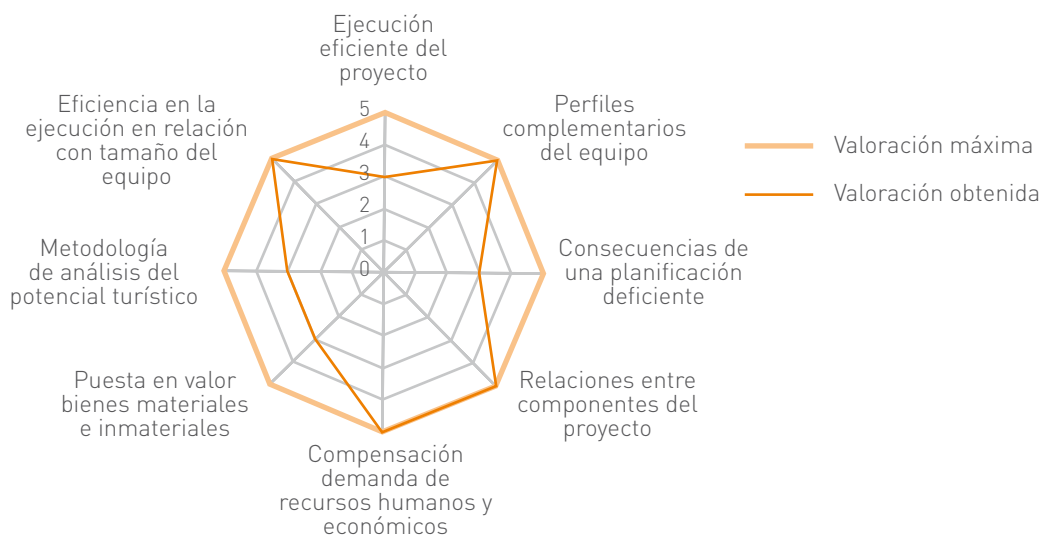 Ejecución
eficiente del
proyecto
Perfiles
complementarios
del equipo
Consecuencias de
una planificación
deficiente
Relaciones entre
componentes del
proyecto
Compensación
demanda de
recursos humanos y
económicos
Puesta en valor
bienes materiales
e inmateriales
Metodología
de análisis del
potencial turístico
Eficiencia en la
ejecución en relación
con tamaño del
equipo
5
4
3
2
1
0
Valoración máxima
Valoración obtenida